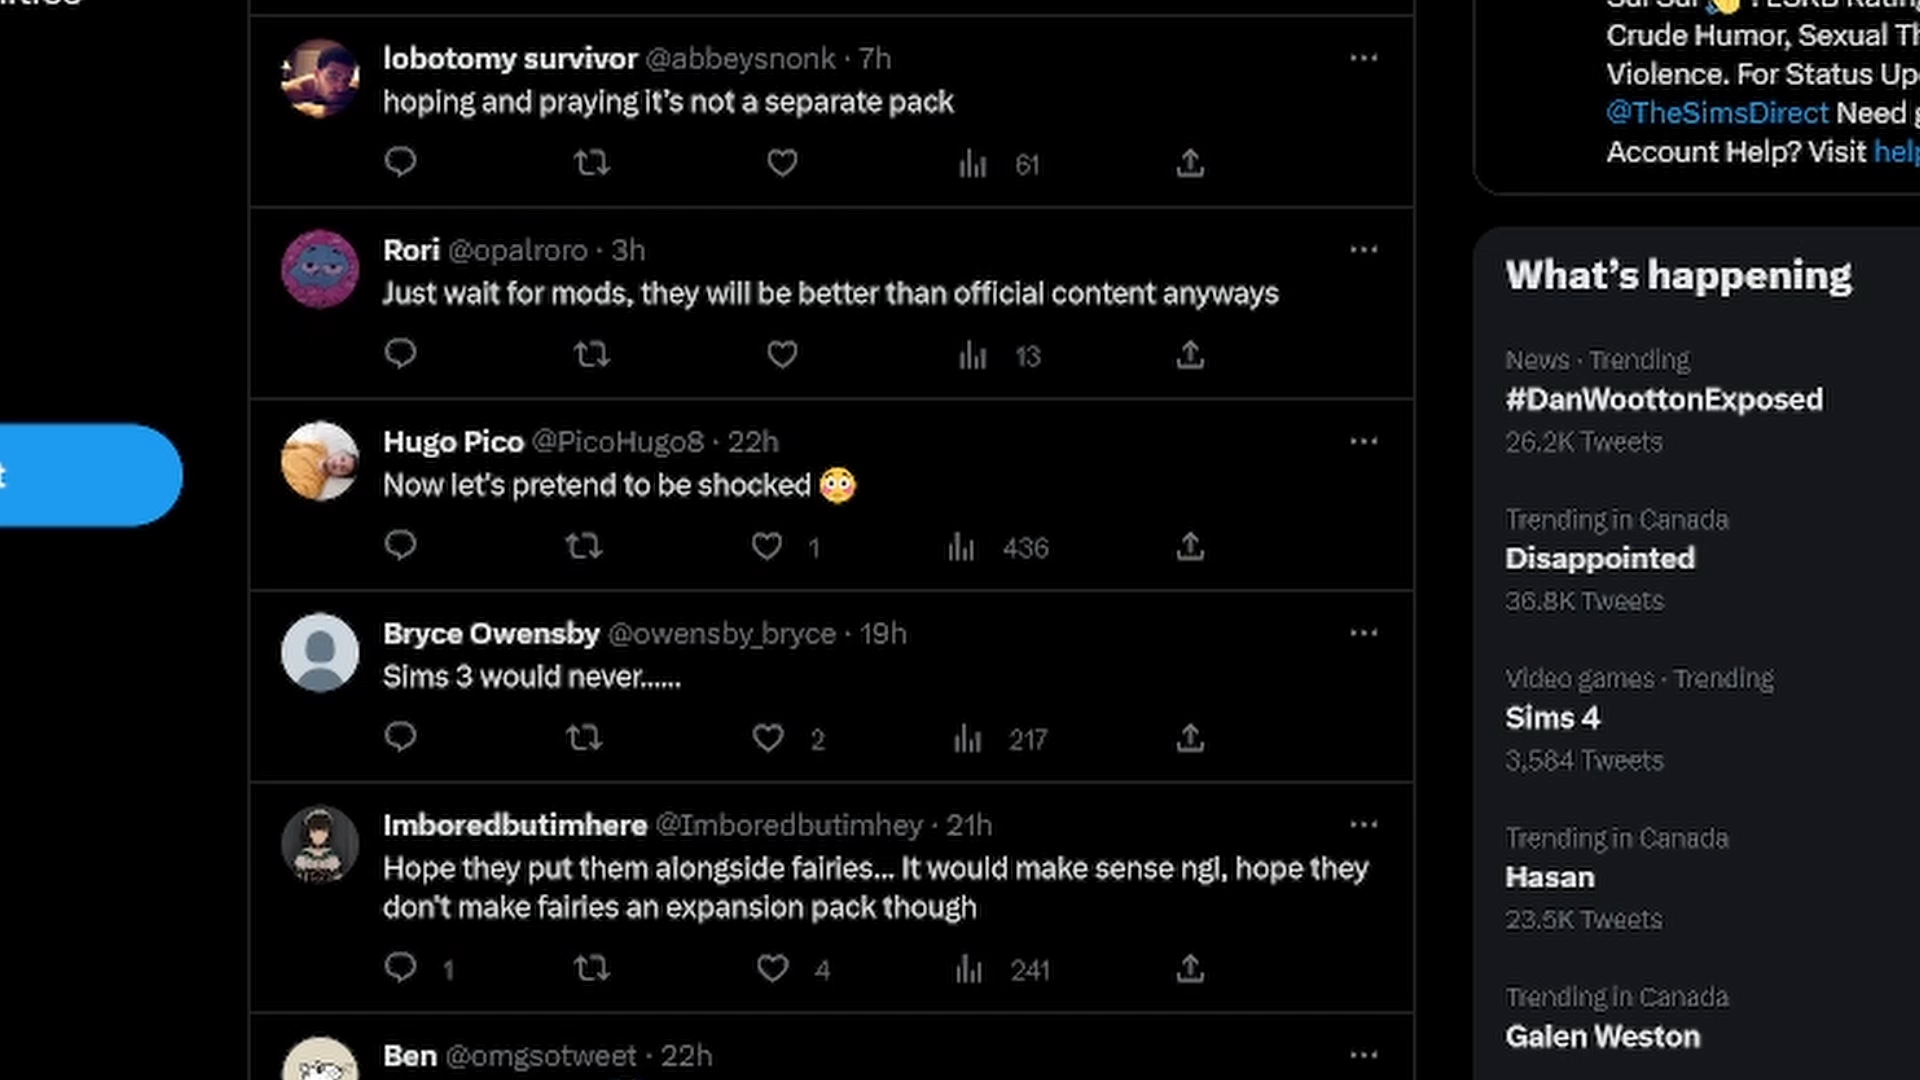 lobotomy survivor @abbeysnonk · 7h
hoping and praying it's not a separate pack
61
Rori @opalroro · 3h
Just wait for mods, they will be better than official content anyways
13
Hugo Pico @PicoHugo8 · 22h
Now let's pretend to be shocked 😳
1 436
Bryce Owensby @owensby_bryce · 19h
Sims 3 would never......
2 217
Imboredbutimhere @Imboredbutimhey · 21h
Hope they put them alongside fairies... It would make sense ngl, hope they
don't make fairies an expansion pack though
1 4 241
Ben @omgsotweet · 22h
Crude Humor, Sexual Th
Violence. For Status Up
@TheSimsDirect Need g
Account Help? Visit help
What's happening
News · Trending
#DanWoottonExposed
26.2K Tweets
Trending in Canada
Disappointed
36.8K Tweets
Video games · Trending
Sims 4
3,584 Tweets
Trending in Canada
Hasan
23.5K Tweets
Trending in Canada
Galen Weston